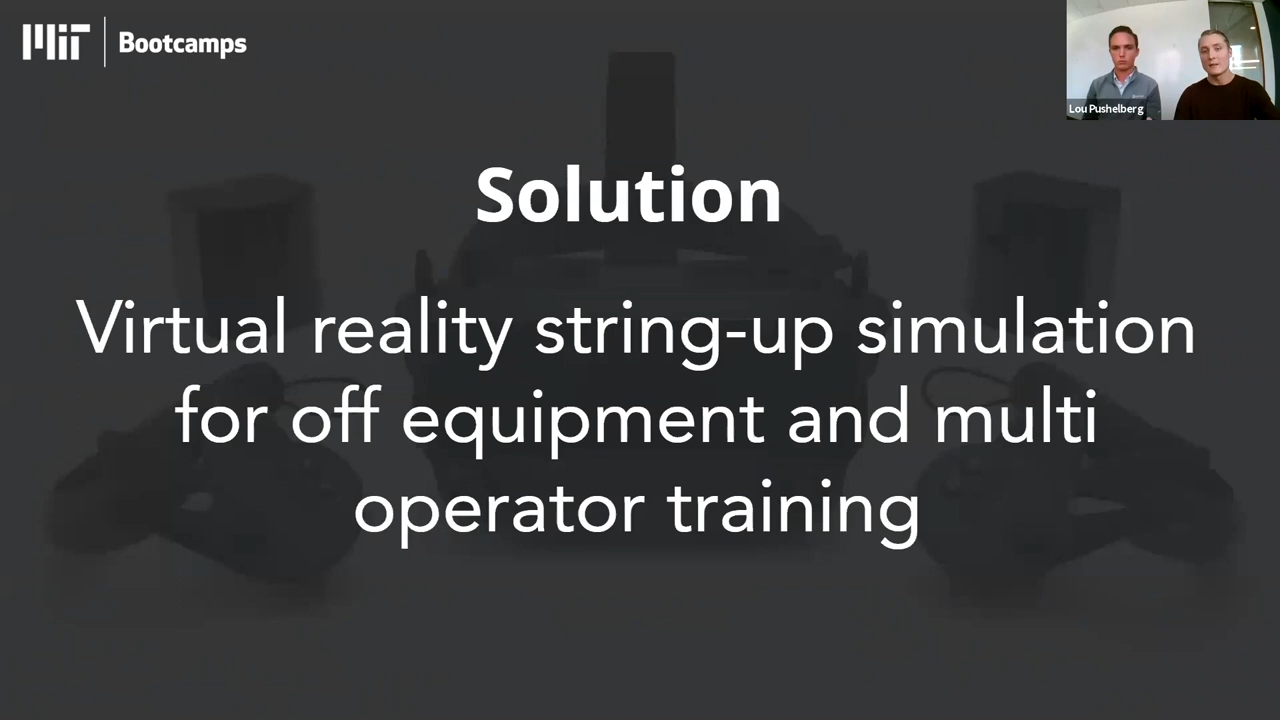 MIT Bootcamps
Lou Pushelberg
Solution
Virtual reality string-up simulation
for off equipment and multi
operator training